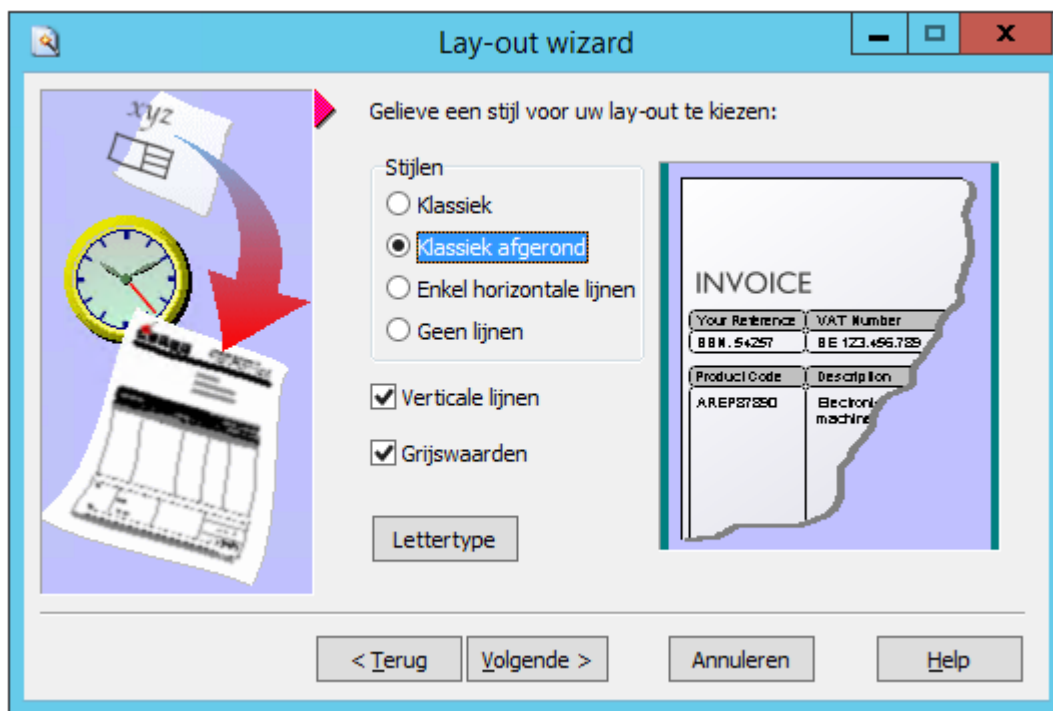 Lay-out wizard
xyz
Gelieve een stijl voor uw lay-out te kiezen:
Stijlen
Klassiek
Klassiek afgerond
Enkel horizontale lijnen
Geen lijnen
Verticale lijnen
Grijswaarden
Lettertype
INVOICE
Your Reference VAT Number
BBN. 54257 BE 123.456.789
Product Code Description
AREP87890 Electroni
machine
< Terug
Volgende >
Annuleren
Help